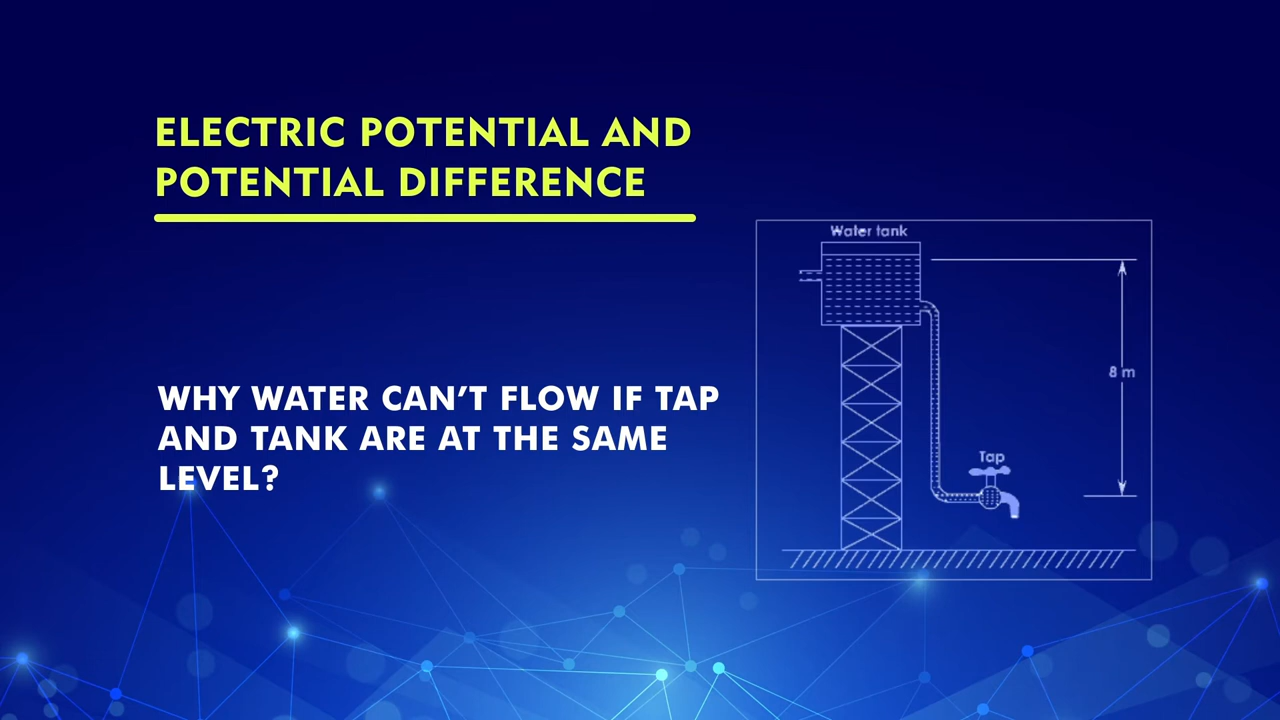 ELECTRIC POTENTIAL AND
POTENTIAL DIFFERENCE
Water tank
8 m
WHY WATER CAN’T FLOW IF TAP
AND TANK ARE AT THE SAME
LEVEL?
Tap